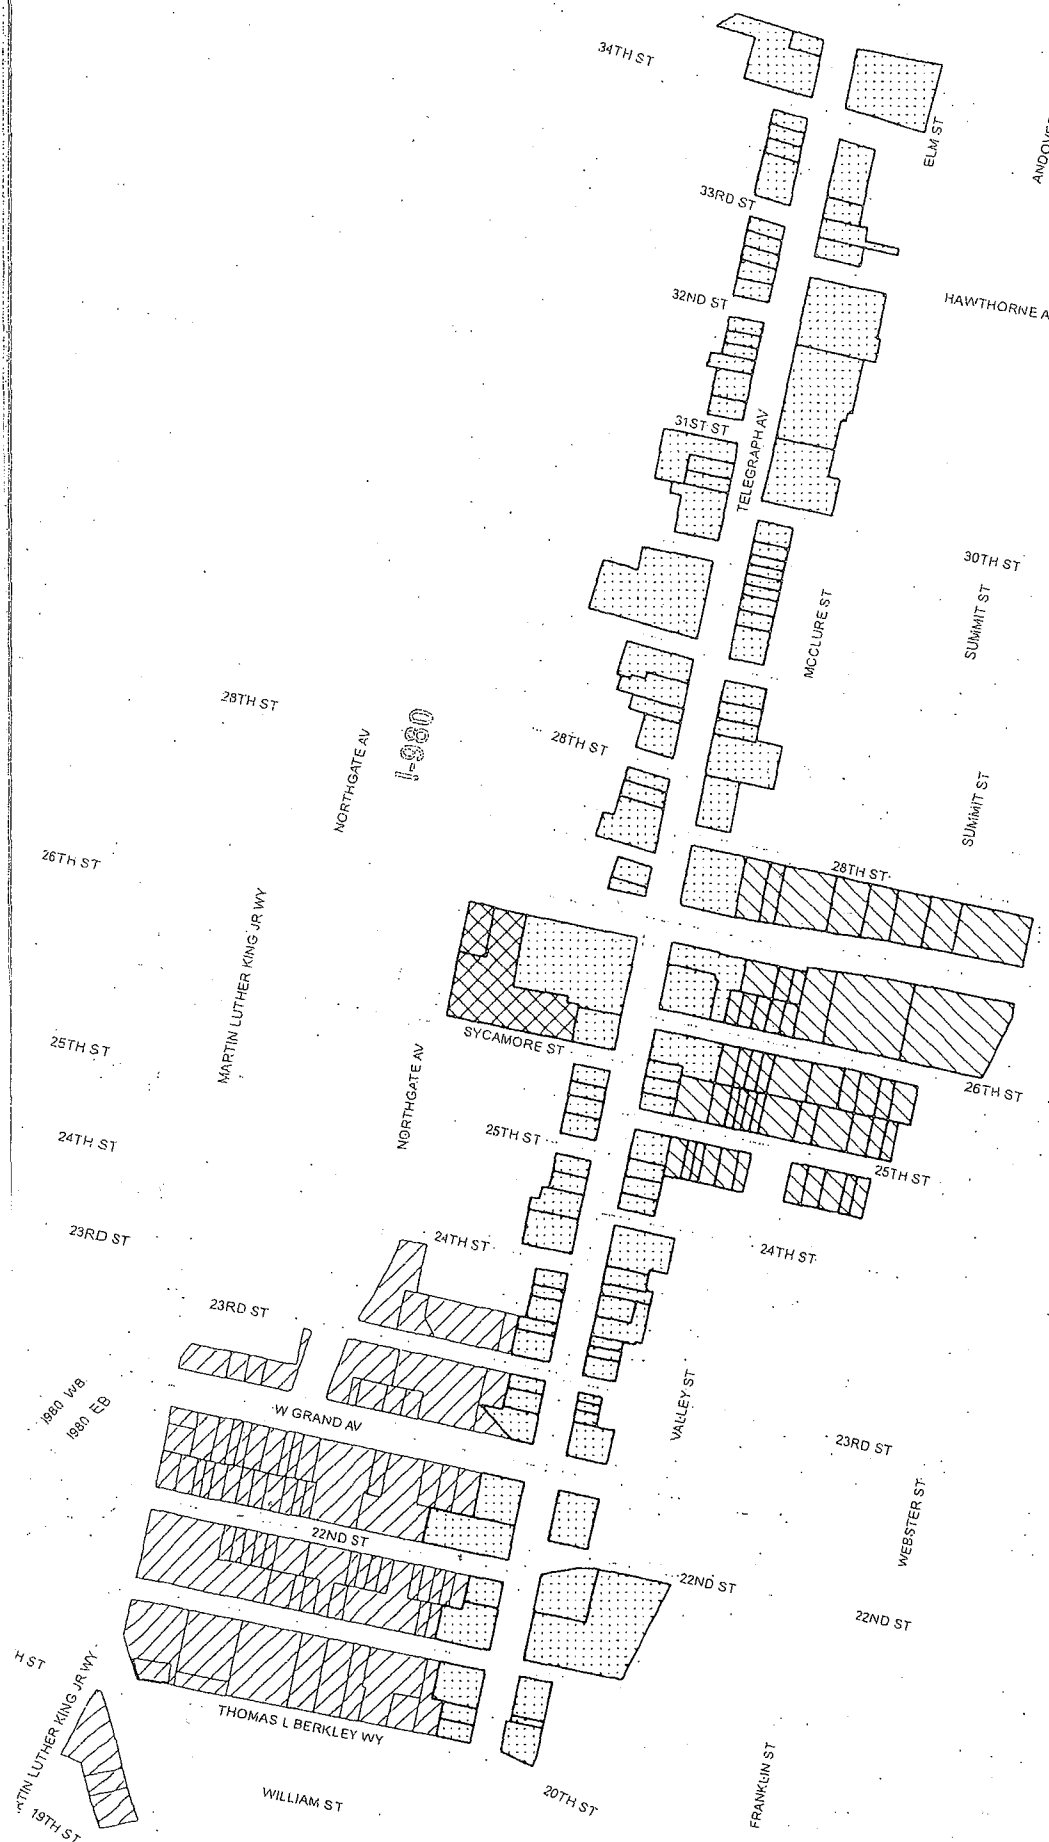 34TH ST
ELM ST
33RD ST
32ND ST
HAWTHORNE A
31ST ST
TELEGRAPH AV
30TH ST
SUMMIT ST
MCCLURE ST
28TH ST
NORTHGATE AV
I-980
28TH ST
SUMMIT ST
26TH ST
28TH ST
MARTIN LUTHER KING JR WY
SYCAMORE ST
25TH ST
NORTHGATE AV
26TH ST
24TH ST
25TH ST
25TH ST
23RD ST
24TH ST
24TH ST
23RD ST
I980 WB
I980 EB
W GRAND AV
VALLEY ST
23RD ST
WEBSTER ST
22ND ST
22ND ST
22ND ST
H ST
RTIN LUTHER KING JR WY
THOMAS L BERKLEY WY
WILLIAM ST
20TH ST
FRANKLIN ST
19TH ST